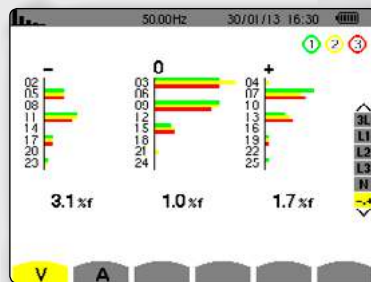 50.00Hz 30/01/13 16:30
1 2 3
- 0 +
02 03 04
05 06 07
08 09 10
11 12 13
14 15 16
17 18 19
20 21 22
23 24 25
3L
L1
L2
L3
N
-.+
3.1 %f 1.0 %f 1.7 %f
V A